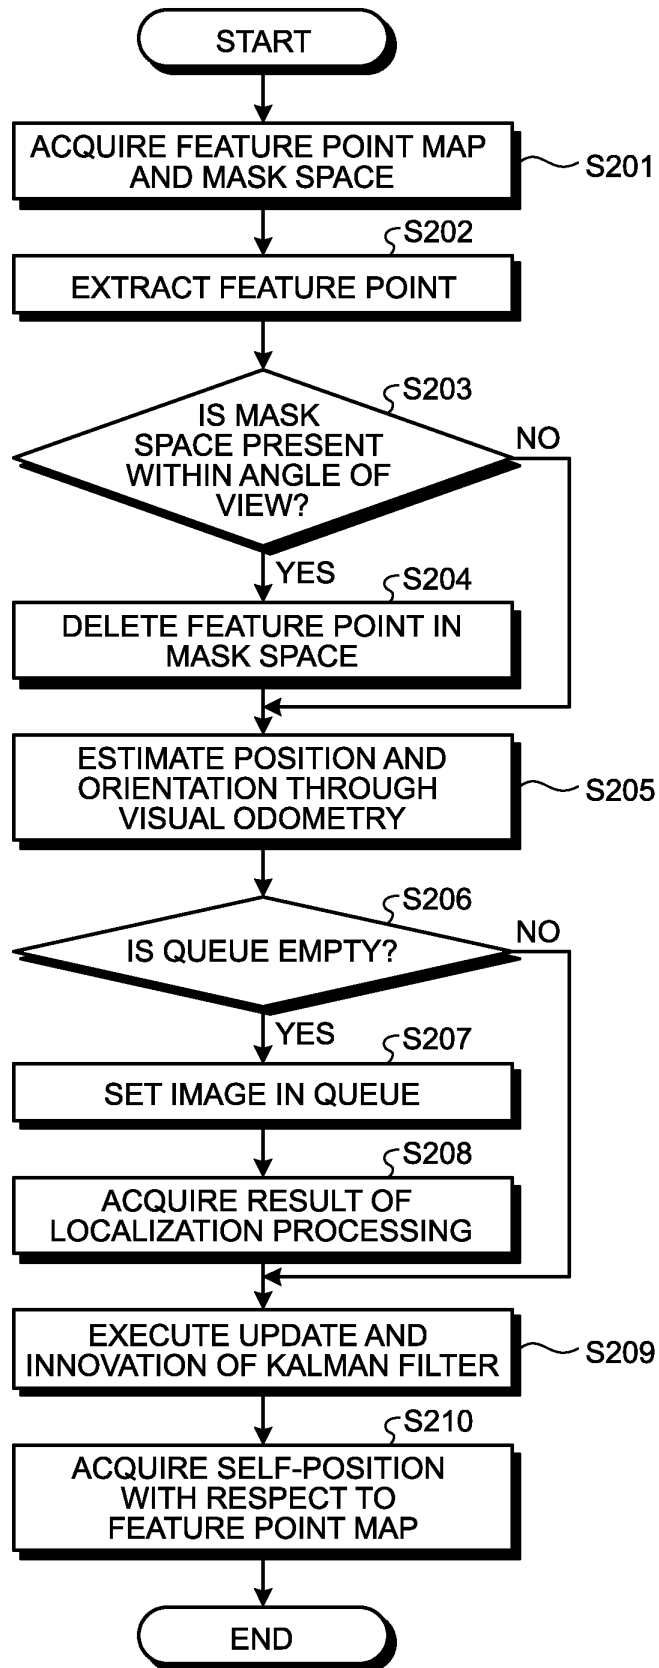 START
ACQUIRE FEATURE POINT MAP
AND MASK SPACE
S201
S202
EXTRACT FEATURE POINT
S203
IS MASK
SPACE PRESENT
WITHIN ANGLE OF
VIEW?
NO
YES
S204
DELETE FEATURE POINT IN
MASK SPACE
ESTIMATE POSITION AND
ORIENTATION THROUGH
VISUAL ODOMETRY
S205
S206
IS QUEUE EMPTY?
NO
YES
S207
SET IMAGE IN QUEUE
S208
ACQUIRE RESULT OF
LOCALIZATION PROCESSING
EXECUTE UPDATE AND
INNOVATION OF KALMAN FILTER
S209
S210
ACQUIRE SELF-POSITION
WITH RESPECT TO
FEATURE POINT MAP
END